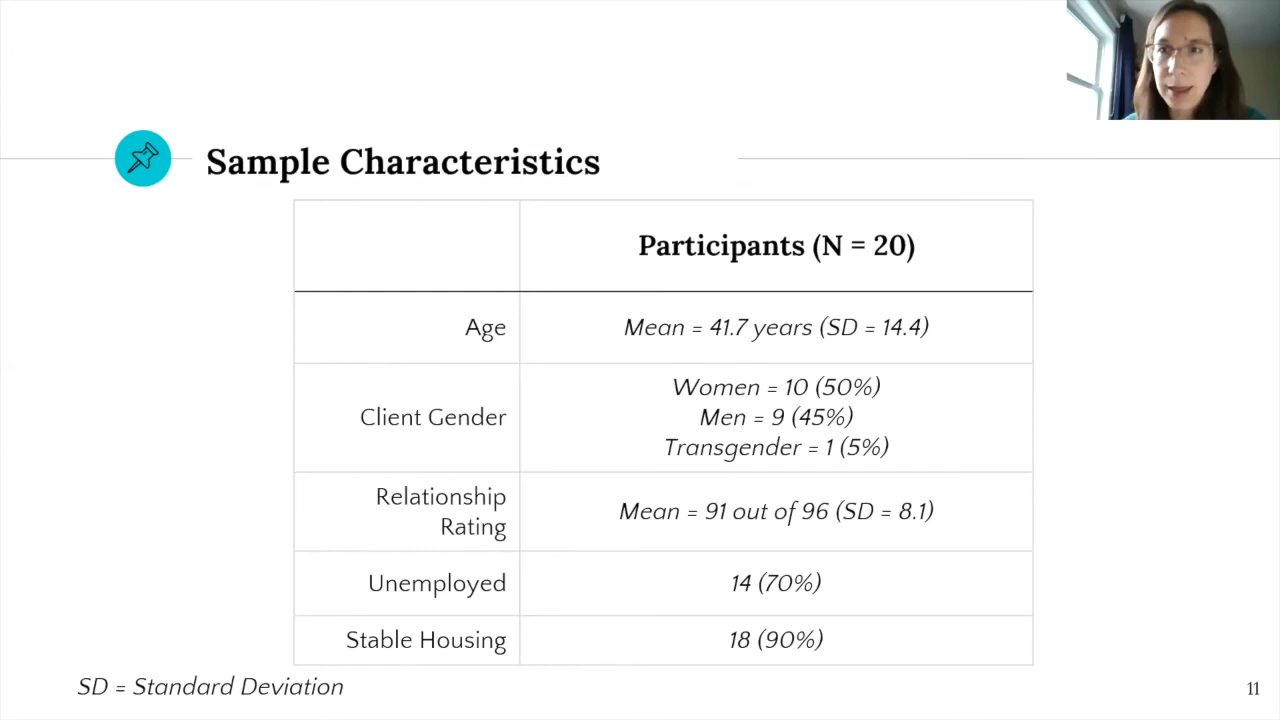 Sample Characteristics
Participants (N = 20)
Age
Mean = 41.7 years (SD = 14.4)
Client Gender
Women = 10 (50%)
Men = 9 (45%)
Transgender = 1 (5%)
Relationship
Rating
Mean = 91 out of 96 (SD = 8.1)
Unemployed
14 (70%)
Stable Housing
18 (90%)
SD = Standard Deviation
11